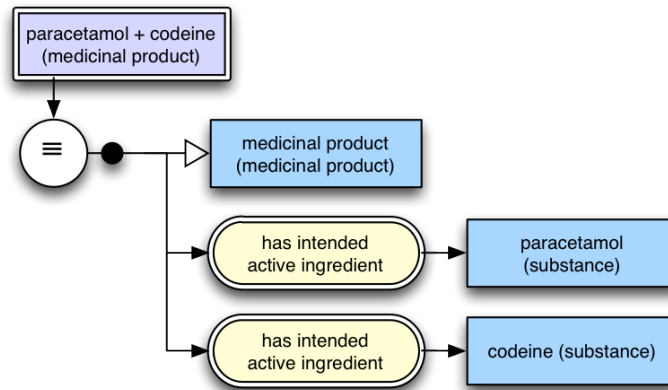 paracetamol + codeine
(medicinal product)
≡
medicinal product
(medicinal product)
has intended
active ingredient
paracetamol
(substance)
has intended
active ingredient
codeine (substance)